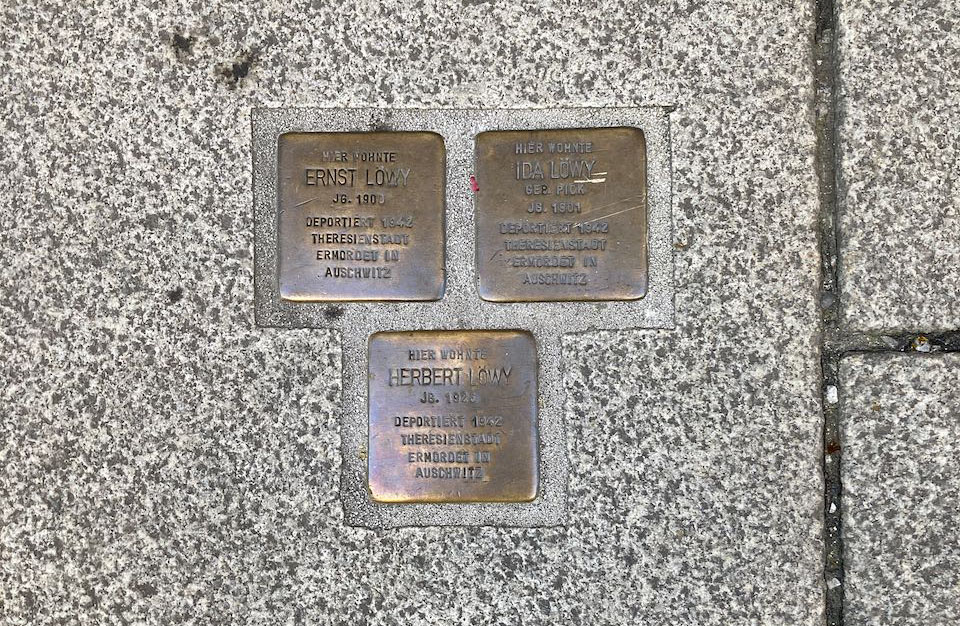 HIER WOHNTE
ERNST LÖWY
JG. 1900
DEPORTIERT 1942
THERESIENSTADT
ERMORDET IN
AUSCHWITZ
HIER WOHNTE
IDA LÖWY
GEB. PICK
JG. 1901
DEPORTIERT 1942
THERESIENSTADT
ERMORDET IN
AUSCHWITZ
HIER WOHNTE
HERBERT LÖWY
JG.
DEPORTIERT 1942
THERESIENSTADT
ERMORDET IN
AUSCHWITZ